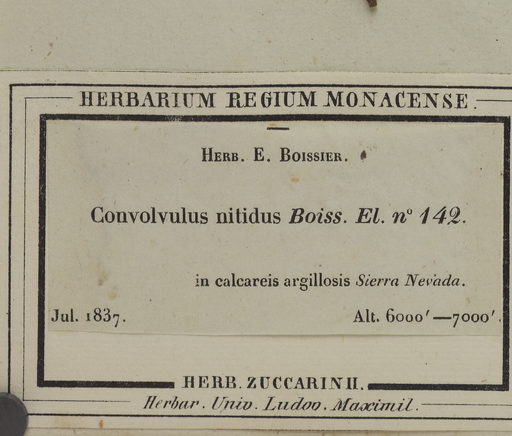 HERBARIUM REGIUM MONACENSE.
HERB. E. BOISSIER.
Convolvulus nitidus Boiss. El. n° 142.
in calcareis argillosis Sierra Nevada.
Jul. 1837. Alt. 6000′—7000′.
HERB. ZUCCARINII.
Herbar. Univ. Ludov. Maximil.